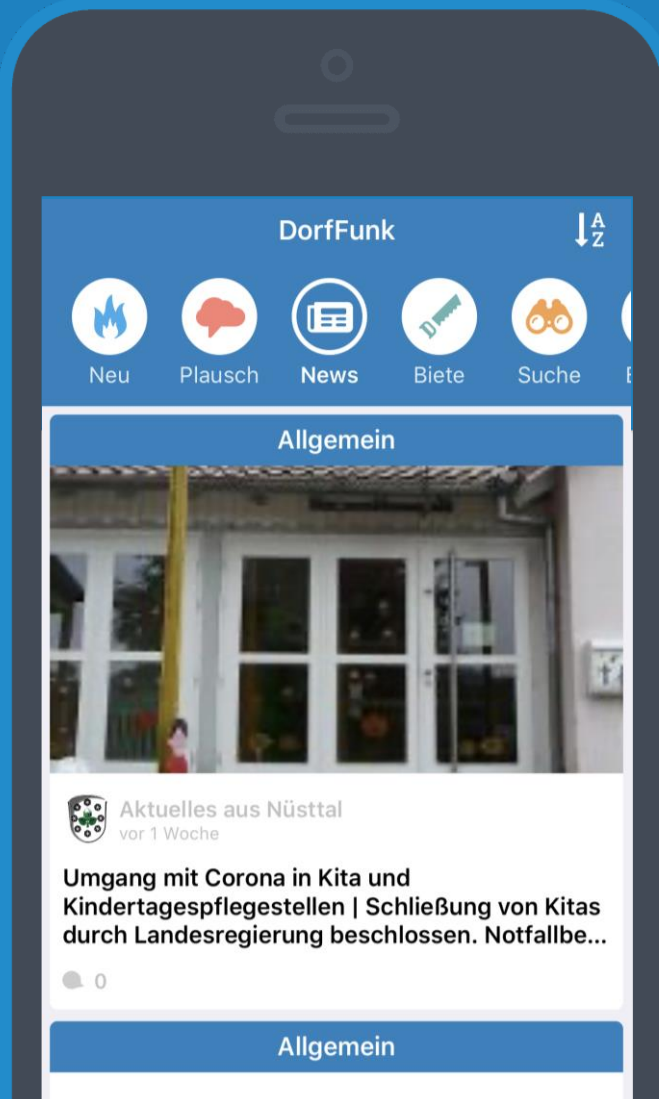 DorfFunk
A
Z
Neu
Plausch
News
Biete
Suche
Allgemein
Aktuelles aus Nüsttal
vor 1 Woche
Umgang mit Corona in Kita und
Kindertagespflegestellen | Schließung von Kitas
durch Landesregierung beschlossen. Notfallbe...
0
Allgemein